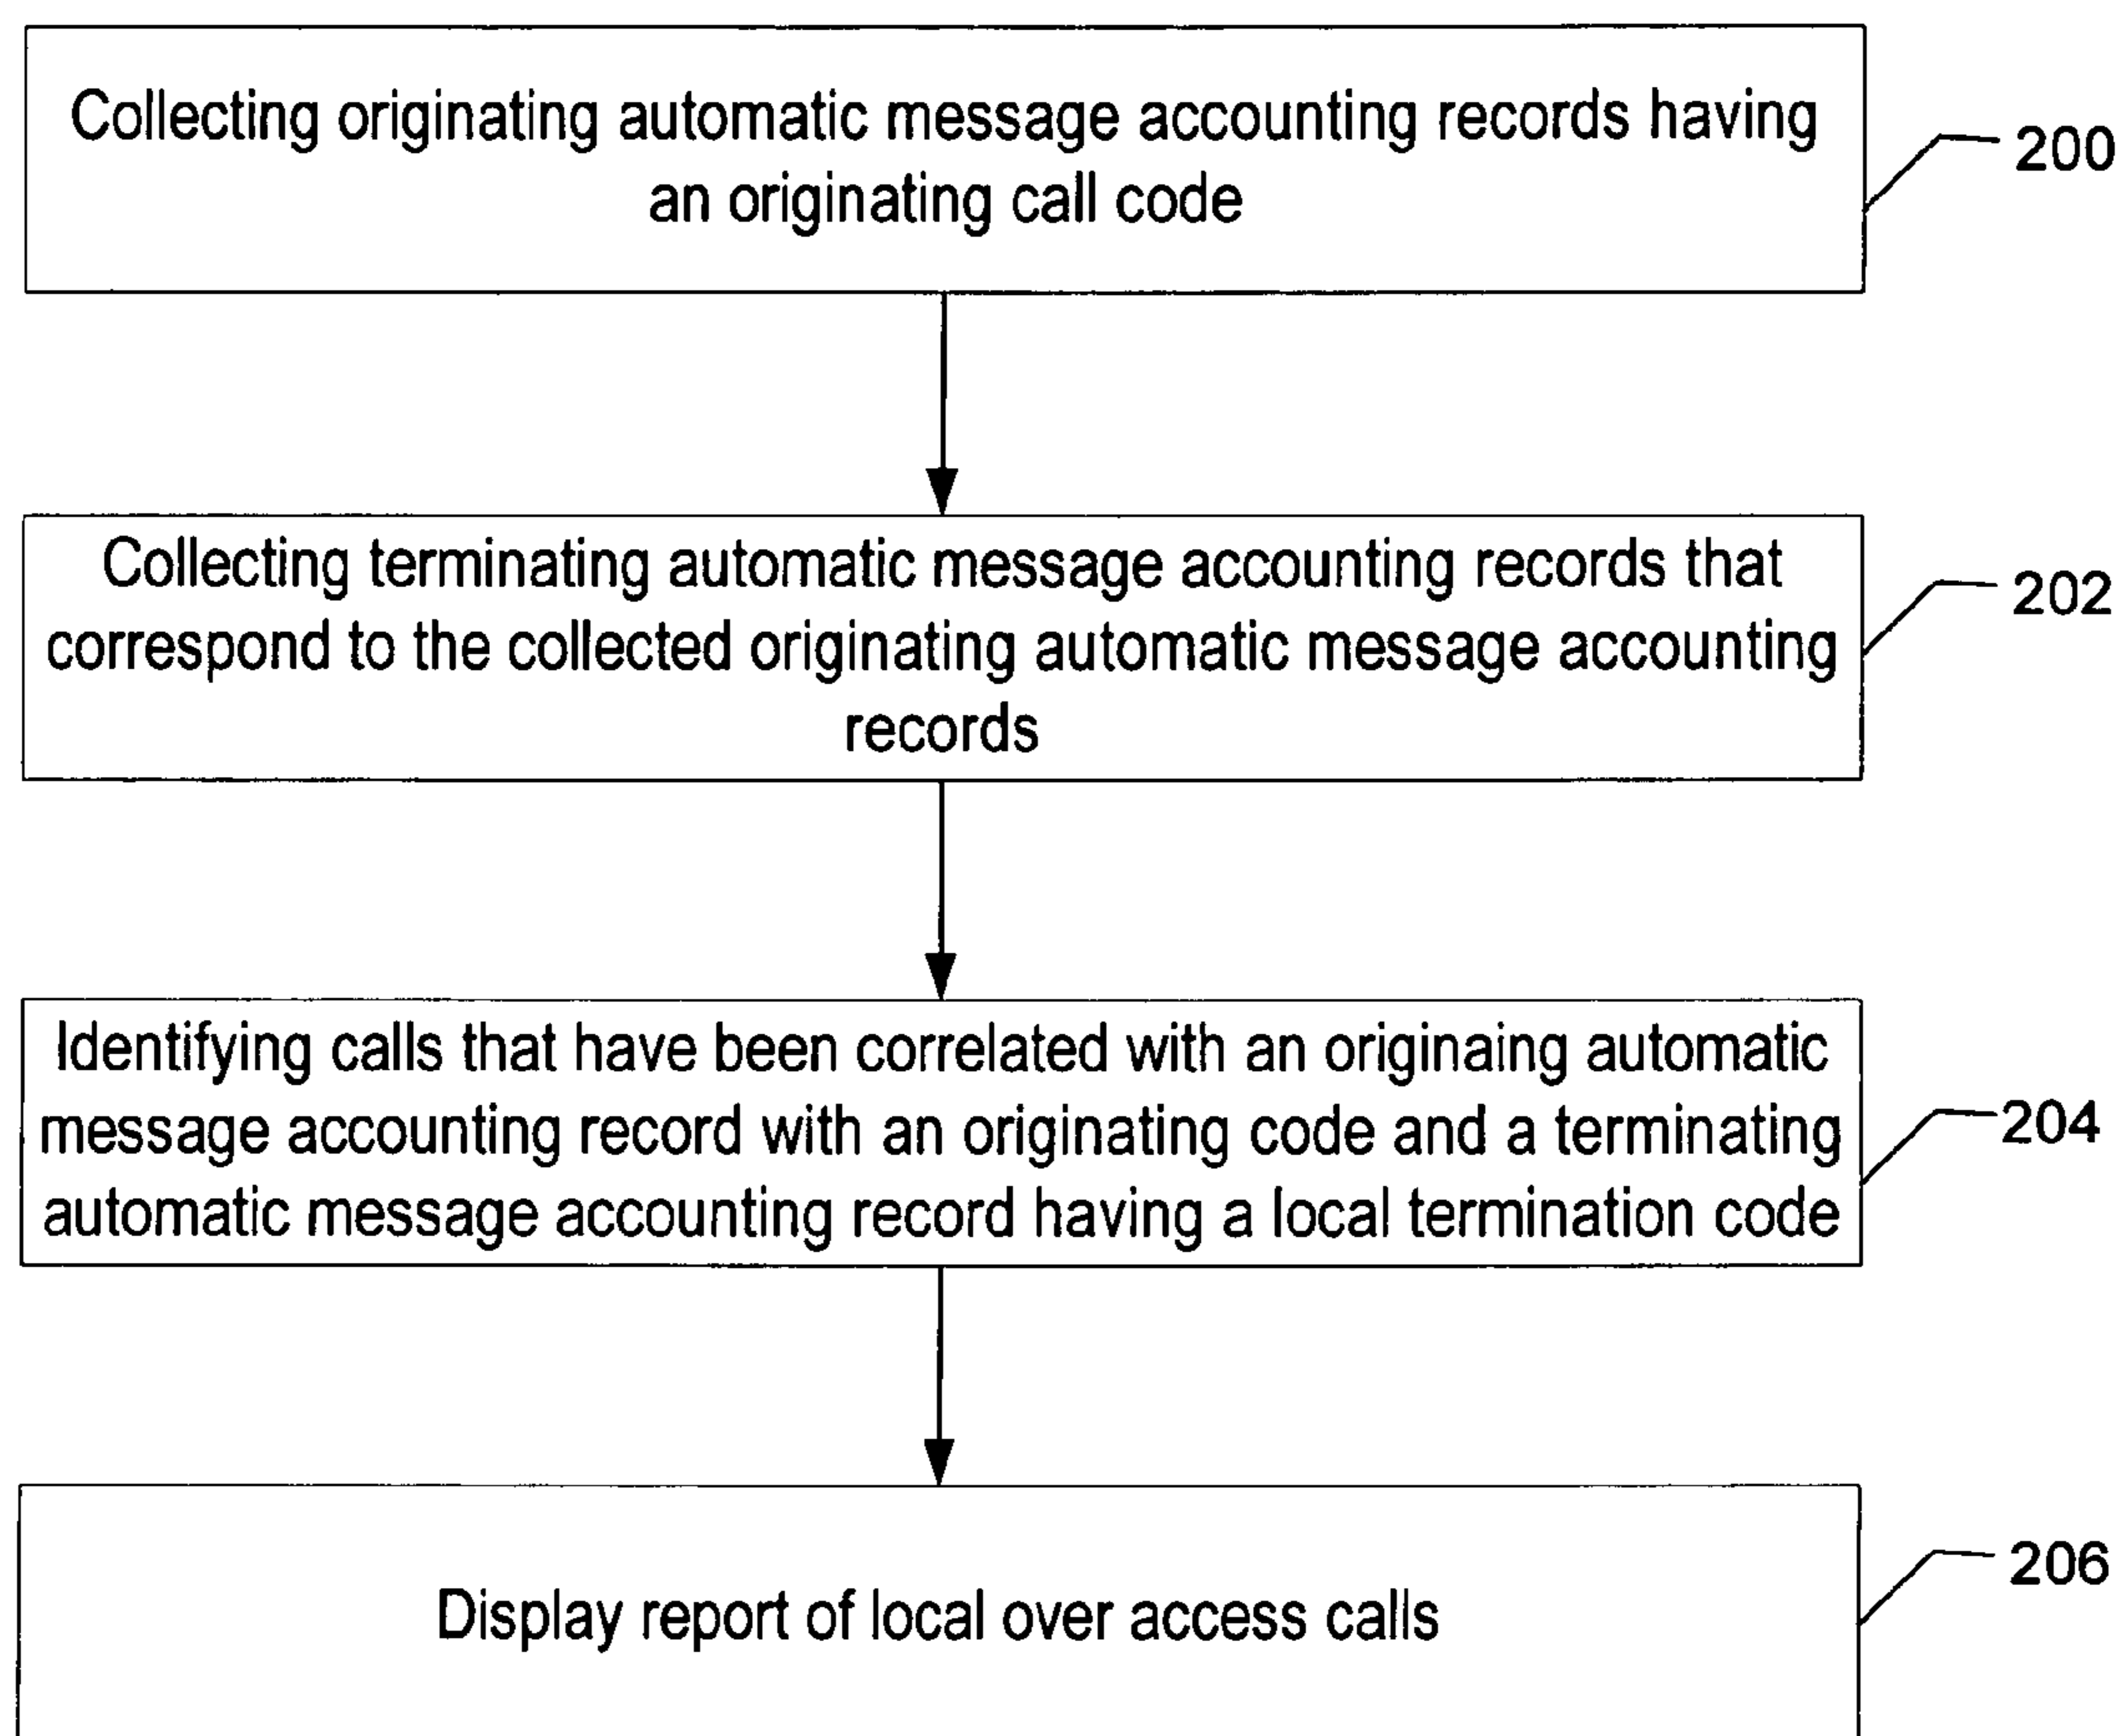 Collecting originating automatic message accounting records having
an originating call code
200
Collecting terminating automatic message accounting records that
correspond to the collected originating automatic message accounting
records
202
Identifying calls that have been correlated with an originaing automatic
message accounting record with an originating code and a terminating
automatic message accounting record having a local termination code
204
Display report of local over access calls
206